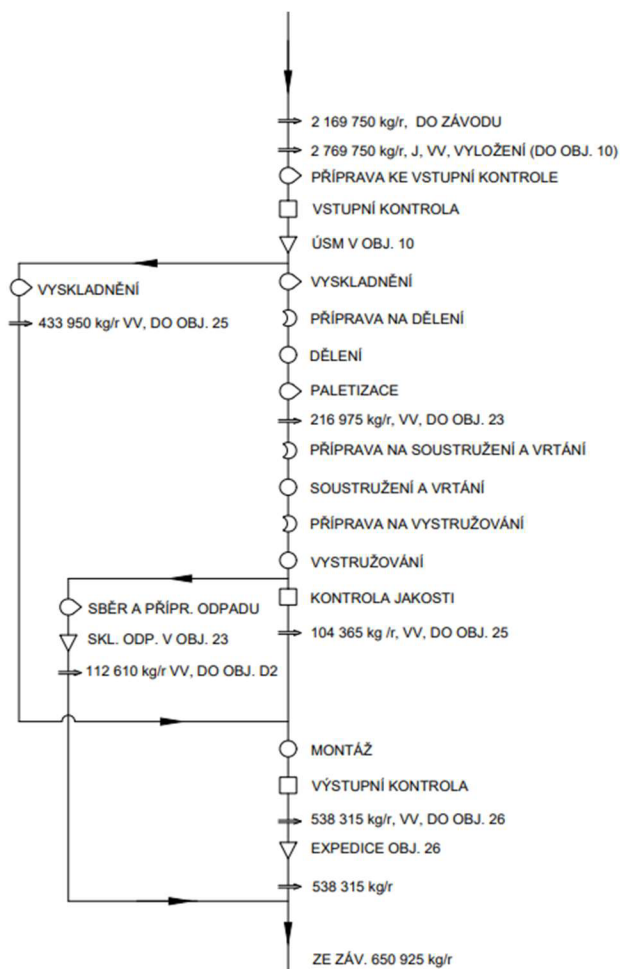 2 169 750 kg/r, DO ZÁVODU
2 769 750 kg/r, J, VV, VYLOŽENÍ (DO OBJ. 10)
PŘÍPRAVA KE VSTUPNÍ KONTROLE
VSTUPNÍ KONTROLA
ÚSM V OBJ. 10
VYSKLADNĚNÍ
VYSKLADNĚNÍ
433 950 kg/r VV, DO OBJ. 25
PŘÍPRAVA NA DĚLENÍ
DĚLENÍ
PALETIZACE
216 975 kg/r, VV, DO OBJ. 23
PŘÍPRAVA NA SOUSTRUŽENÍ A VRTÁNÍ
SOUSTRUŽENÍ A VRTÁNÍ
PŘÍPRAVA NA VYSTRUŽOVÁNÍ
VYSTRUŽOVÁNÍ
KONTROLA JAKOSTI
SBĚR A PŘÍPR. ODPADU
104 365 kg /r, VV, DO OBJ. 25
SKL. ODP. V OBJ. 23
112 610 kg/r VV, DO OBJ. D2
MONTÁŽ
VÝSTUPNÍ KONTROLA
538 315 kg/r, VV, DO OBJ. 26
EXPEDICE OBJ. 26
538 315 kg/r
ZE ZÁV. 650 925 kg/r